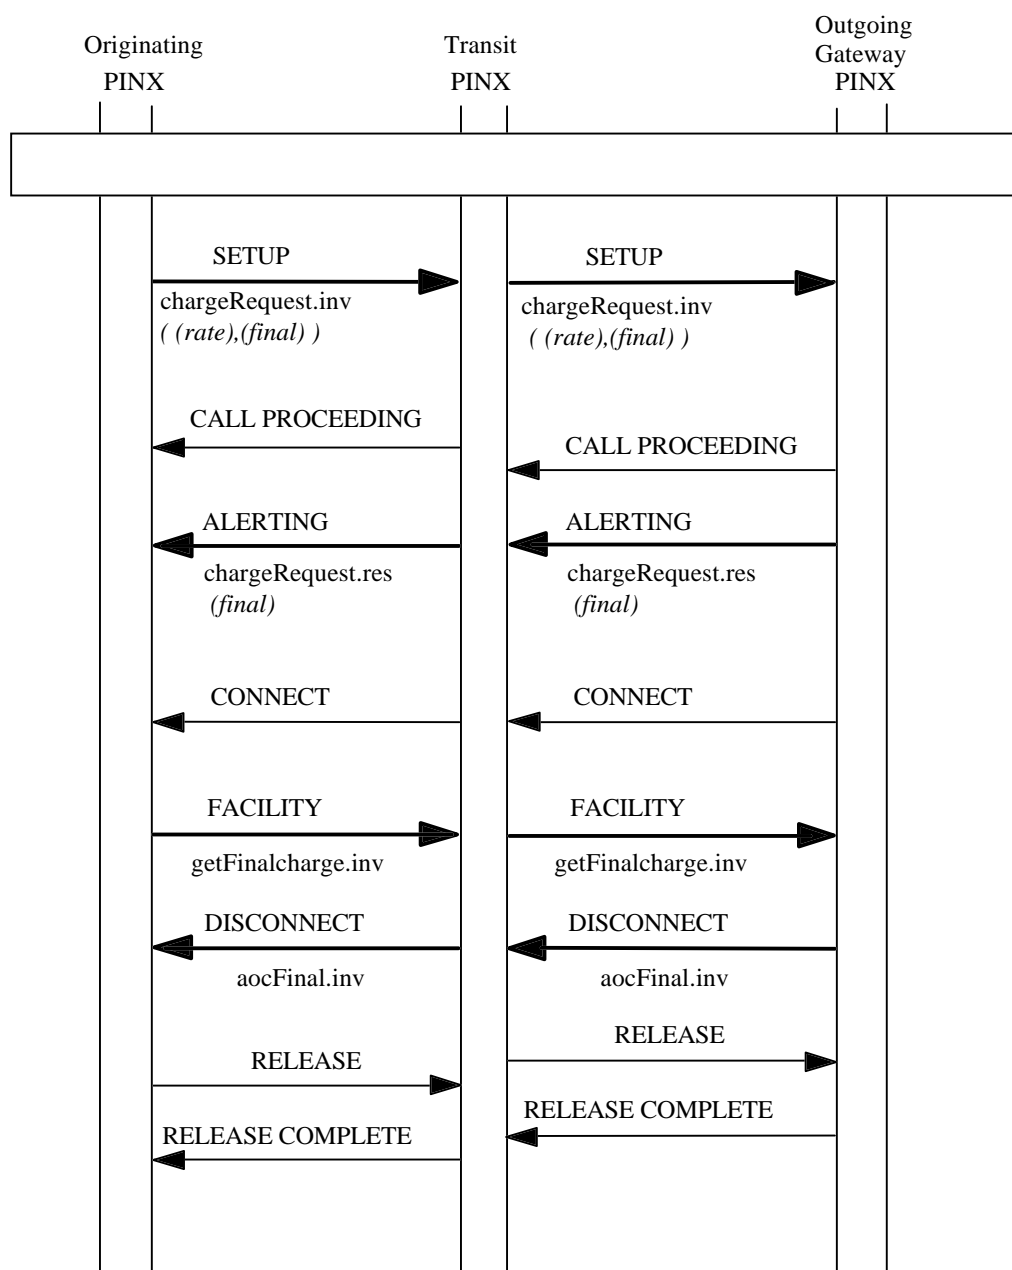 Originating
PINX
Transit
PINX
Outgoing
Gateway
PINX
SETUP
chargeRequest.inv
( (rate),(final) )
SETUP
chargeRequest.inv
( (rate),(final) )
CALL PROCEEDING
CALL PROCEEDING
ALERTING
chargeRequest.res
(final)
ALERTING
chargeRequest.res
(final)
CONNECT
CONNECT
FACILITY
getFinalcharge.inv
FACILITY
getFinalcharge.inv
DISCONNECT
aocFinal.inv
DISCONNECT
aocFinal.inv
RELEASE
RELEASE
RELEASE COMPLETE
RELEASE COMPLETE